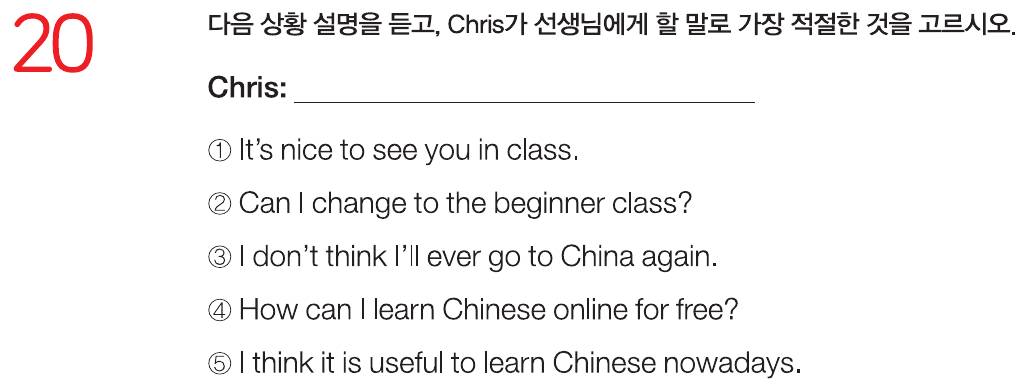 20
다음 상황 설명을 듣고, Chris가 선생님에게 할 말로 가장 적절한 것을 고르시오.
Chris:
① It's nice to see you in class.
② Can I change to the beginner class?
③ I don't think I'll ever go to China again.
④ How can I learn Chinese online for free?
⑤ I think it is useful to learn Chinese nowadays.